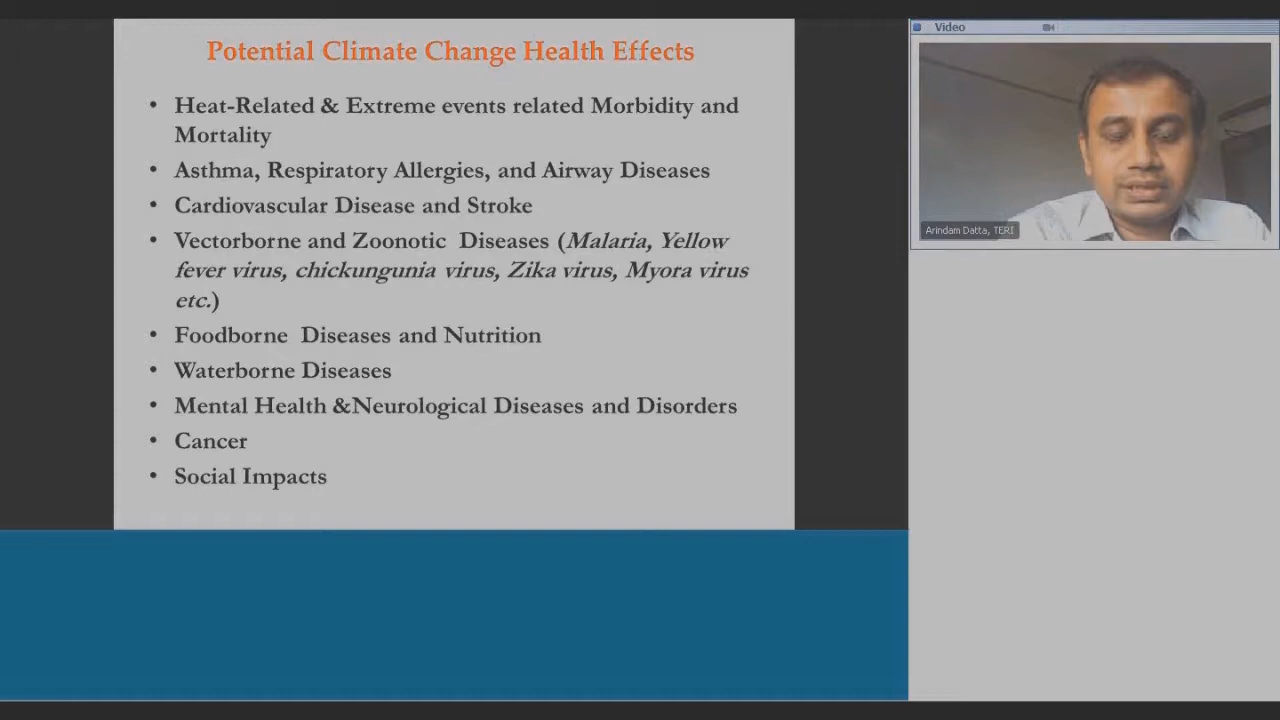 Potential Climate Change Health Effects
• Heat-Related & Extreme events related Morbidity and
Mortality
• Asthma, Respiratory Allergies, and Airway Diseases
• Cardiovascular Disease and Stroke
• Vectorborne and Zoonotic  Diseases (Malaria, Yellow
fever virus, chickungunia virus, Zika virus, Myora virus
etc.)
• Foodborne  Diseases and Nutrition
• Waterborne Diseases
• Mental Health &Neurological Diseases and Disorders
• Cancer
• Social Impacts
Video
Arindam Datta, TERI